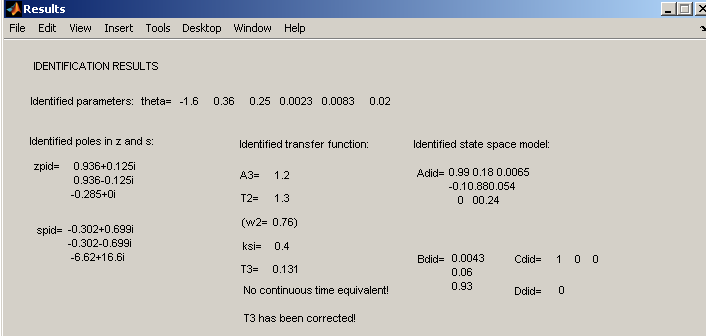 Results
File Edit View Insert Tools Desktop Window Help
IDENTIFICATION RESULTS
Identified parameters: theta= -1.6 0.36 0.25 0.0023 0.0083 0.02
Identified poles in z and s:
zpid= 0.936+0.125i
0.936-0.125i
-0.285+0i
spid= -0.302+0.699i
-0.302-0.699i
-6.62+16.6i
Identified transfer function:
A3= 1.2
T2= 1.3
(w2= 0.76)
ksi= 0.4
T3= 0.131
No continuous time equivalent!
T3 has been corrected!
Identified state space model:
Adid= 0.99 0.18 0.0065
-0.10.880.054
0 00.24
Bdid= 0.0043
0.06
0.93
Cdid= 1 0 0
Ddid= 0